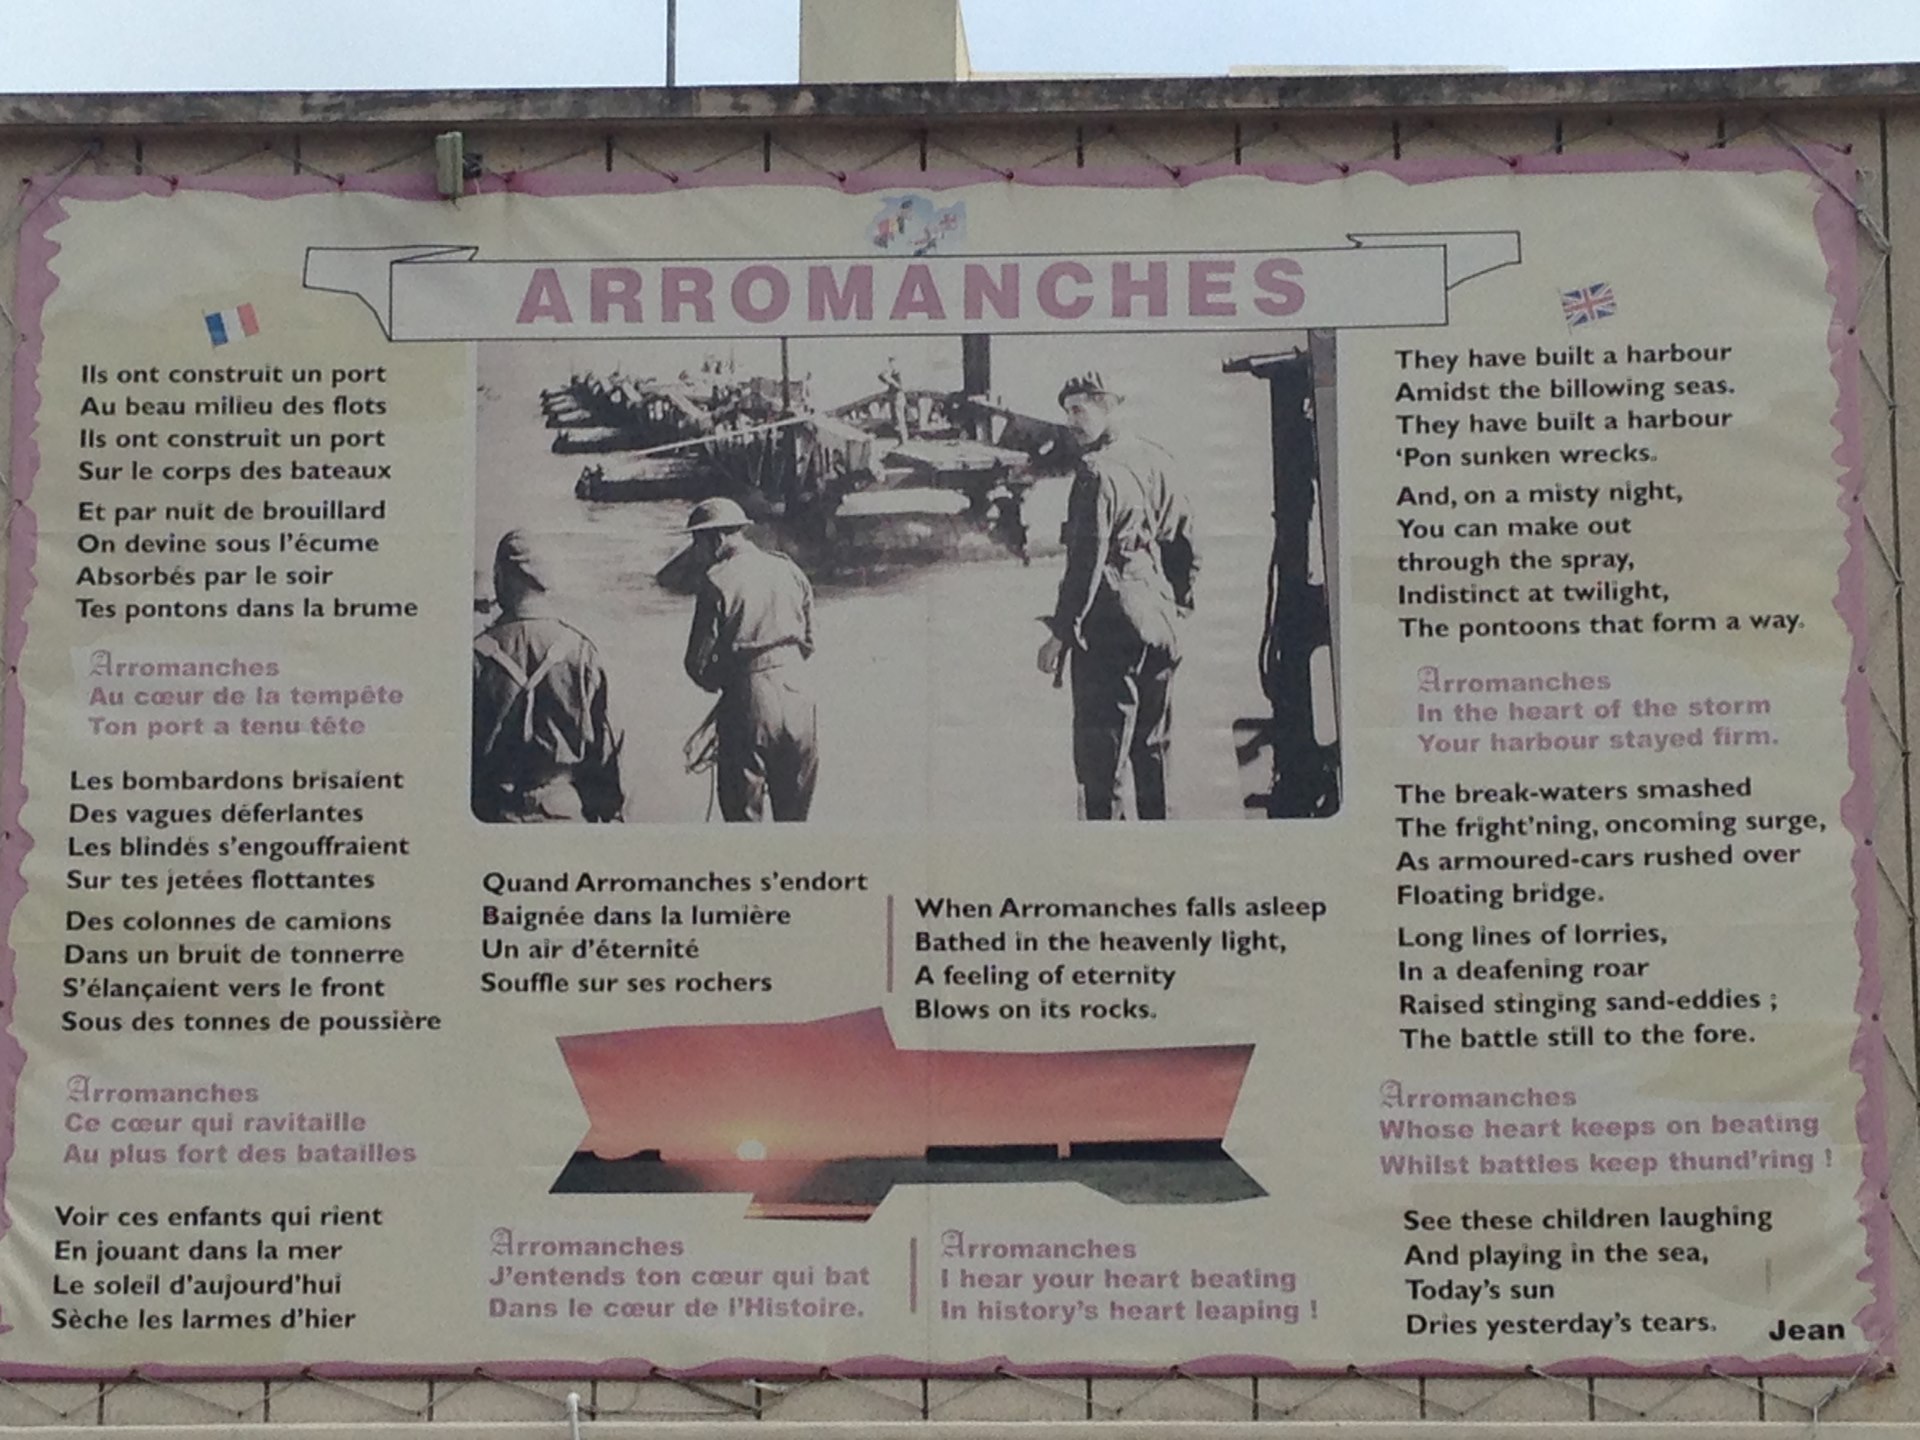 ARROMANCHES
Ils ont construit un port
Au beau milieu des flots
Ils ont construit un port
Sur le corps des bateaux
Et par nuit de brouillard
On devine sous l'écume
Absorbés par le soir
Tes pontons dans la brume
Arromanches
Au cœur de la tempête
Ton port a tenu tête
Les bombardons brisaient
Des vagues déferlantes
Les blindés s'engouffraient
Sur tes jetées flottantes
Des colonnes de camions
Dans un bruit de tonnerre
S'élançaient vers le front
Sous des tonnes de poussière
Arromanches
Ce cœur qui ravitaille
Au plus fort des batailles
Voir ces enfants qui rient
En jouant dans la mer
Le soleil d'aujourd'hui
Sèche les larmes d'hier
Quand Arromanches s'endort
Baignée dans la lumière
Un air d'éternité
Souffle sur ses rochers
Arromanches
J'entends ton cœur qui bat
Dans le cœur de l'Histoire.
They have built a harbour
Amidst the billowing seas.
They have built a harbour
‘Pon sunken wrecks.
And, on a misty night,
You can make out
through the spray,
Indistinct at twilight,
The pontoons that form a way.
Arromanches
In the heart of the storm
Your harbour stayed firm.
The break-waters smashed
The fright'ning, oncoming surge,
As armoured-cars rushed over
Floating bridge.
Long lines of lorries,
In a deafening roar
Raised stinging sand-eddies ;
The battle still to the fore.
Arromanches
Whose heart keeps on beating
Whilst battles keep thund'ring !
See these children laughing
And playing in the sea,
Today's sun
Dries yesterday's tears.
When Arromanches falls asleep
Bathed in the heavenly light,
A feeling of eternity
Blows on its rocks.
Arromanches
I hear your heart beating
In history's heart leaping !
Jean